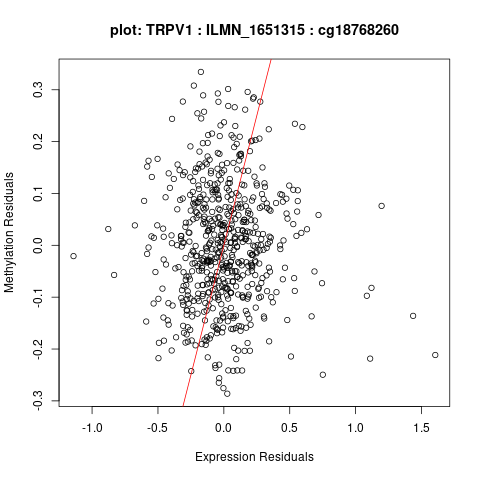 plot: TRPV1 : ILMN_1651315 : cg18768260
Methylation Residuals
0.3
0.2
0.1
0.0
-0.1
-0.2
-0.3
-1.0 -0.5 0.0 0.5 1.0 1.5
Expression Residuals